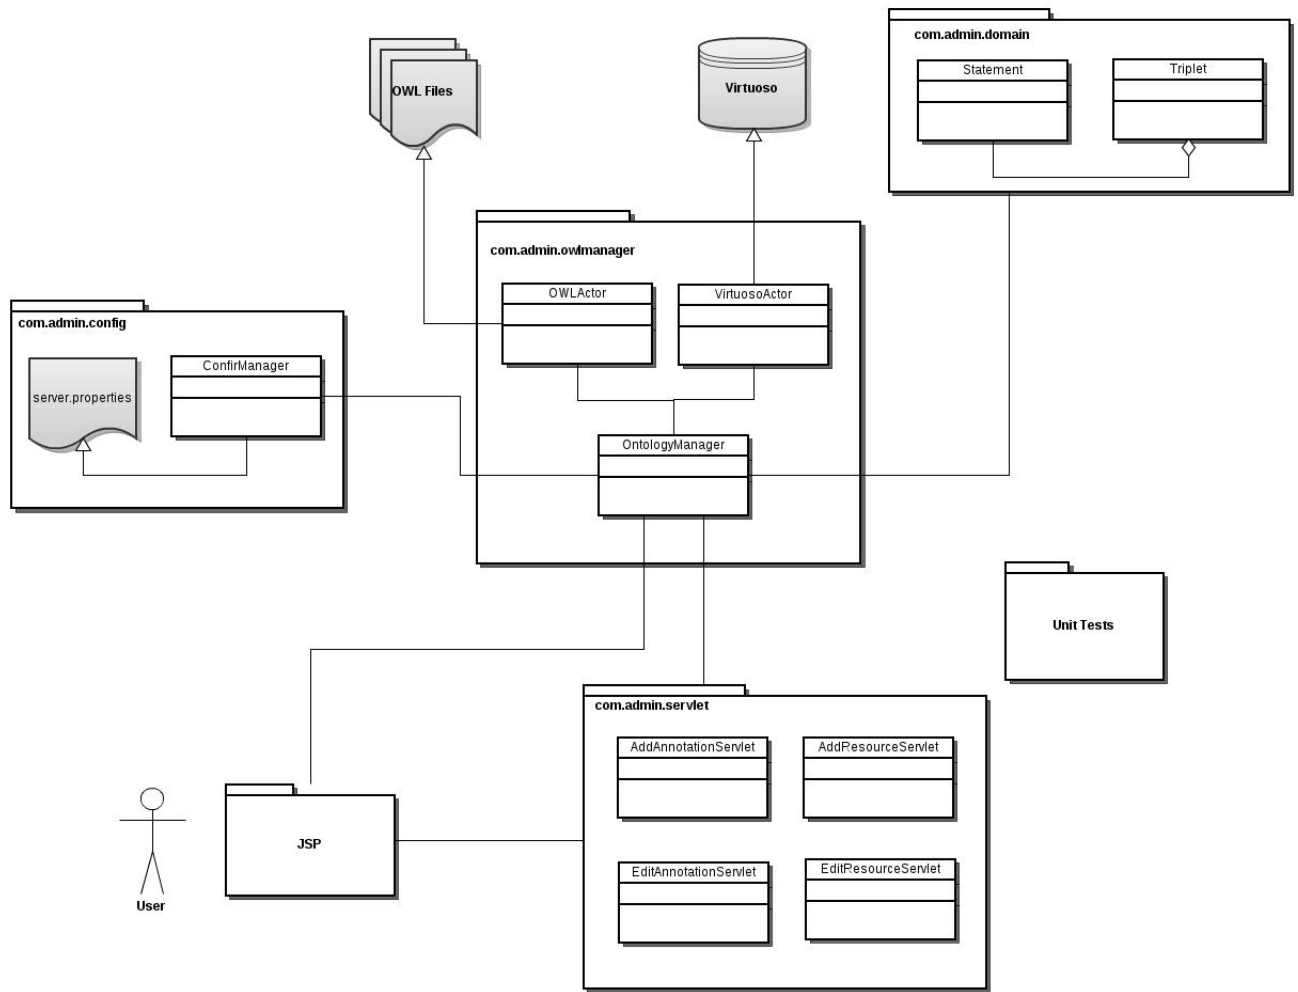 com.admin.domain
Statement
Triplet
OWL Files
Virtuoso
com.admin.owlmanager
OWLActor
VirtuosoActor
com.admin.config
server.properties
ConfirManager
OntologyManager
Unit Tests
com.admin.servlet
AddAnnotationServlet
AddResourceServlet
EditAnnotationServlet
EditResourceServlet
JSP
User